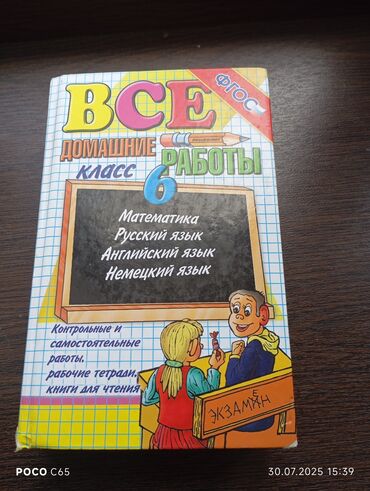 ВСЕ
ФГОС
ДОМАШНИЕ
РАБОТЫ
класс 6
Математика
Русский язык
Английский язык
Немецкий язык
Контрольные и
самостоятельные
работы,
рабочие тетради,
книги для чтения
ЭКЗАМЕН
POCO C65
30.07.2025 15:39